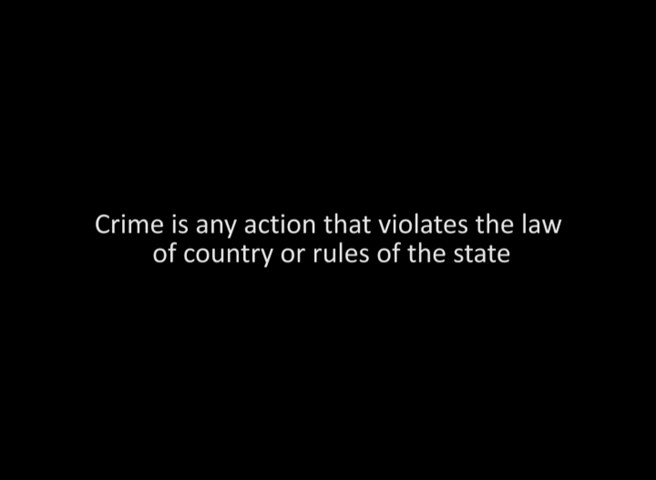 Crime is any action that violates the law
of country or rules of the state